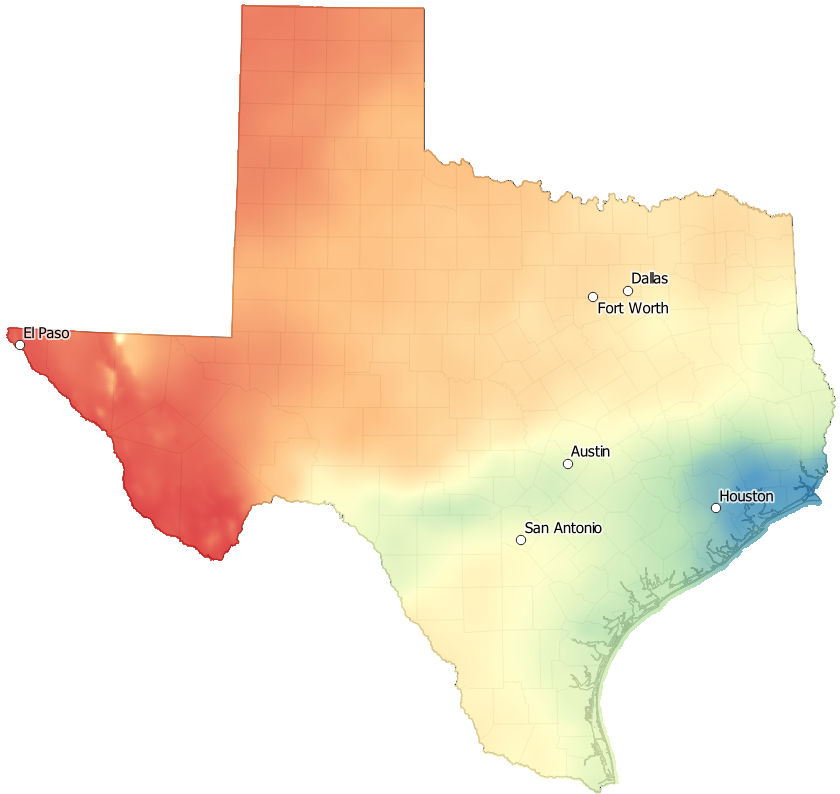 Dallas
Fort Worth
El Paso
Austin
Houston
San Antonio